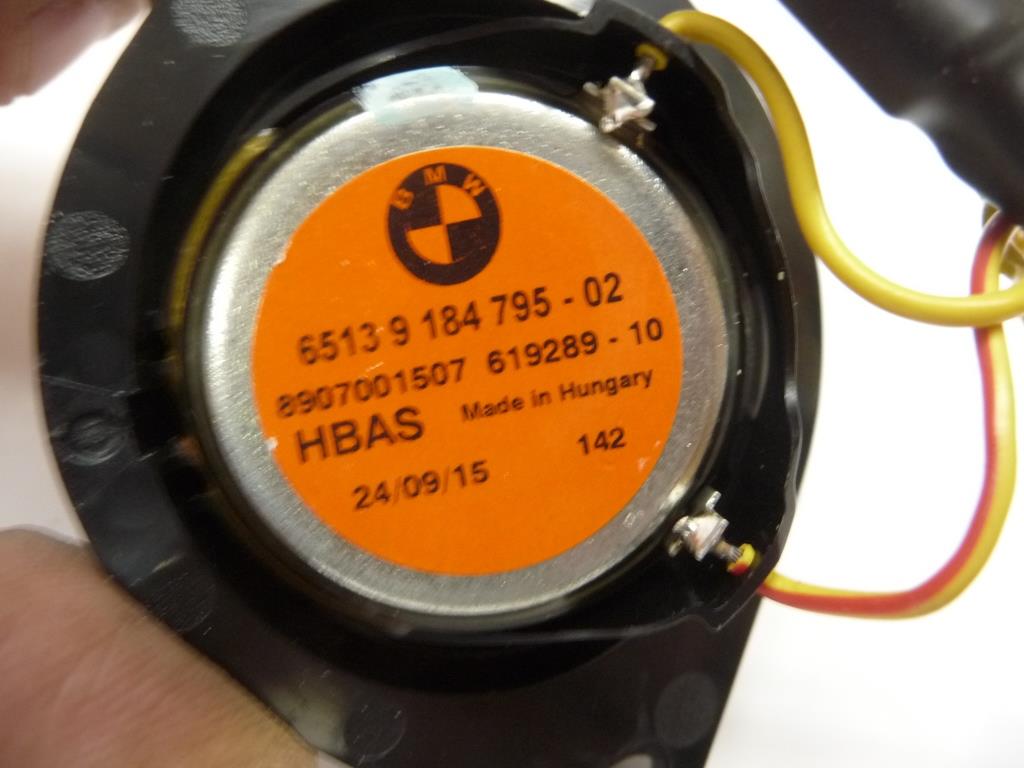 BMW
6513 9 184 795 - 02
8907001507 619289 - 10
HBAS Made in Hungary
24/09/15 142